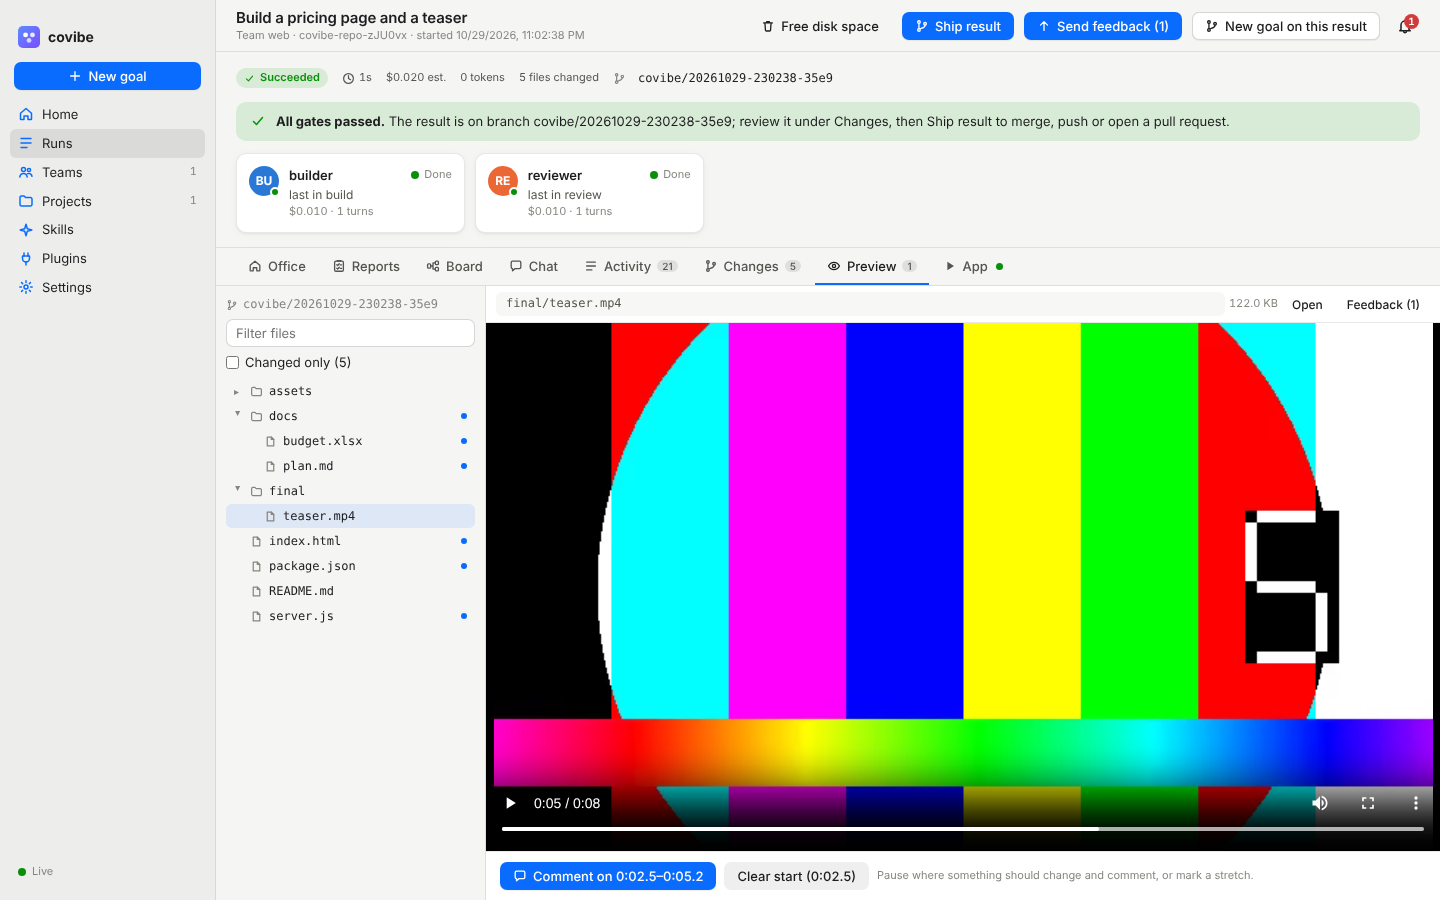 covibe
New goal
Home
Runs
Teams 1
Projects 1
Skills
Plugins
Settings
Live
Build a pricing page and a teaser
Team web · covibe-repo-zJU0vx · started 10/29/2026, 11:02:38 PM
Free disk space
Ship result
Send feedback (1)
New goal on this result
1
Succeeded 1s $0.020 est. 0 tokens 5 files changed covibe/20261029-230238-35e9
All gates passed. The result is on branch covibe/20261029-230238-35e9; review it under Changes, then Ship result to merge, push or open a pull request.
BU builder Done
last in build
$0.010 · 1 turns
RE reviewer Done
last in review
$0.010 · 1 turns
Office Reports Board Chat Activity 21 Changes 5 Preview 1 App
covibe/20261029-230238-35e9
Filter files
Changed only (5)
assets
docs
budget.xlsx
plan.md
final
teaser.mp4
index.html
package.json
README.md
server.js
final/teaser.mp4 122.0 KB Open Feedback (1)
5
0:05 / 0:08
Comment on 0:02.5–0:05.2 Clear start (0:02.5) Pause where something should change and comment, or mark a stretch.